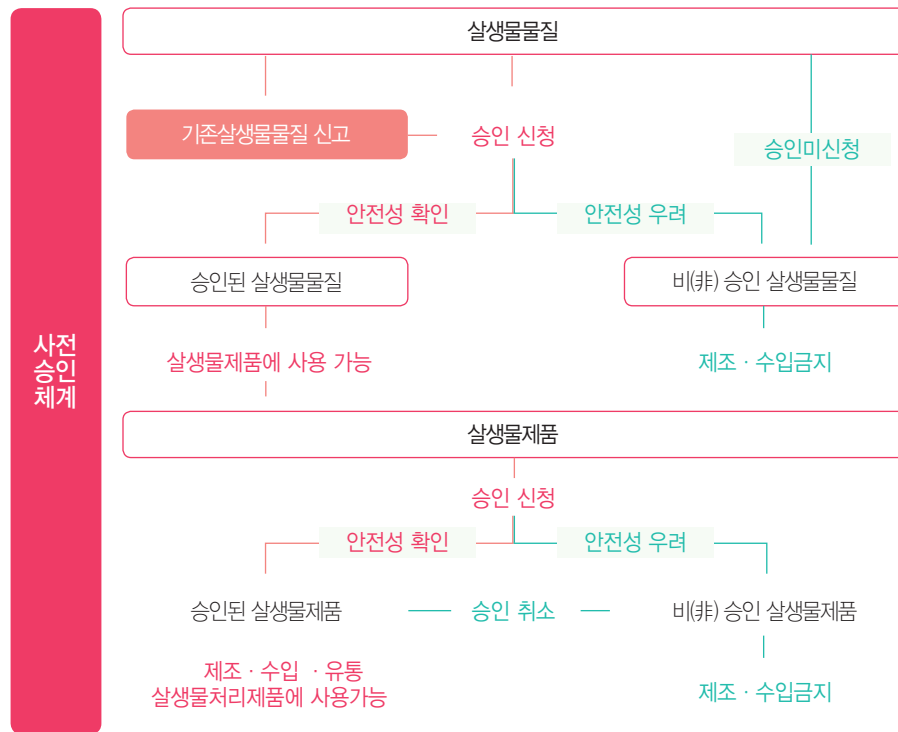 사전
승인
체계
살생물물질
기존살생물물질 신고
승인 신청
승인미신청
안전성 확인
안전성 우려
승인된 살생물물질
비(非) 승인 살생물물질
살생물제품에 사용 가능
제조 · 수입금지
살생물제품
승인 신청
안전성 확인
안전성 우려
승인된 살생물제품
승인 취소
비(非) 승인 살생물제품
제조 · 수입 · 유통
살생물처리제품에 사용가능
제조 · 수입금지